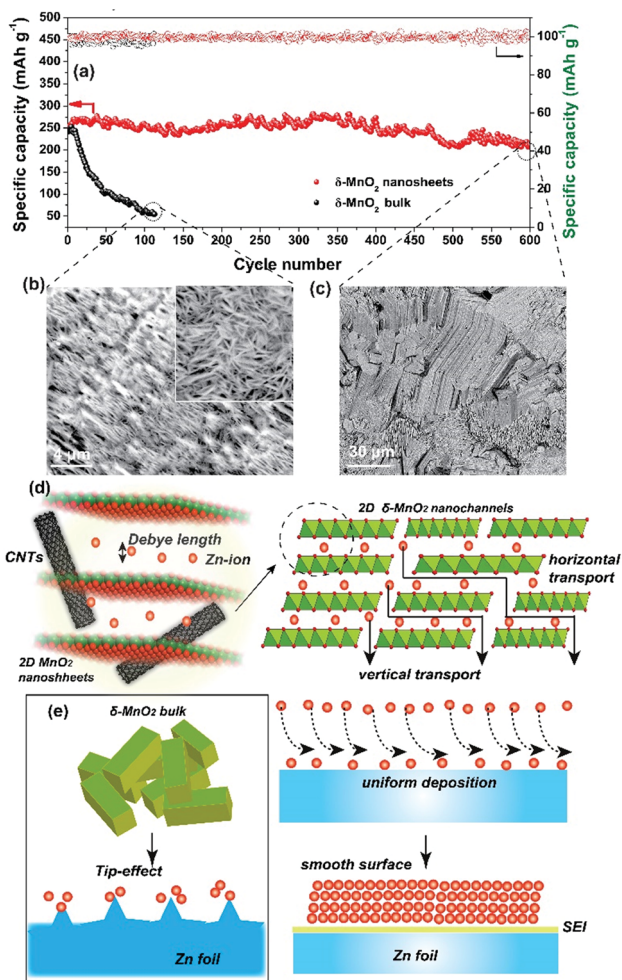 500
450
400
350
300
250
200
150
100
50
Specific capacity (mAh g⁻¹)
(a)
100
80
60
40
20
0
Specific capacity (mAh g⁻¹)
δ-MnO₂ nanosheets
δ-MnO₂ bulk
0 50 100 150 200 250 300 350 400 450 500 550 600
Cycle number
(b)
4 μm
(c)
30 μm
(d)
CNTs
Debye length
Zn-ion
2D MnO₂
nanoshheets
2D δ-MnO₂ nanochannels
horizontal
transport
vertical transport
(e)
δ-MnO₂ bulk
Tip-effect
Zn foil
uniform deposition
smooth surface
SEI
Zn foil